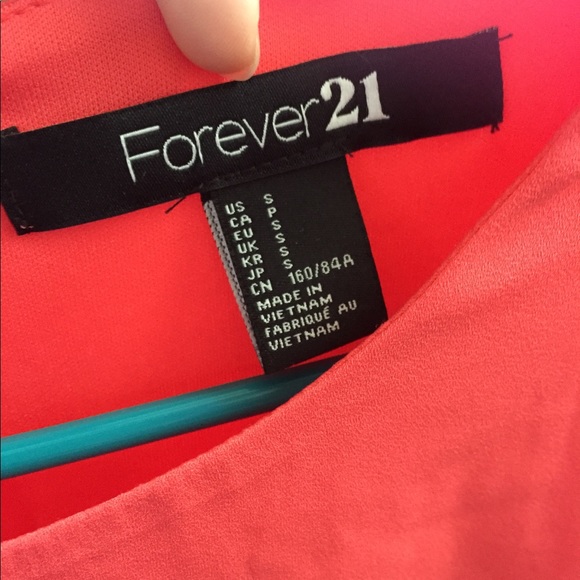 Forever21
US S
CA P
EU S
UK S
KR S
JP S
CN 160/84A
MADE IN
VIETNAM
FABRIQUÉ AU
VIETNAM